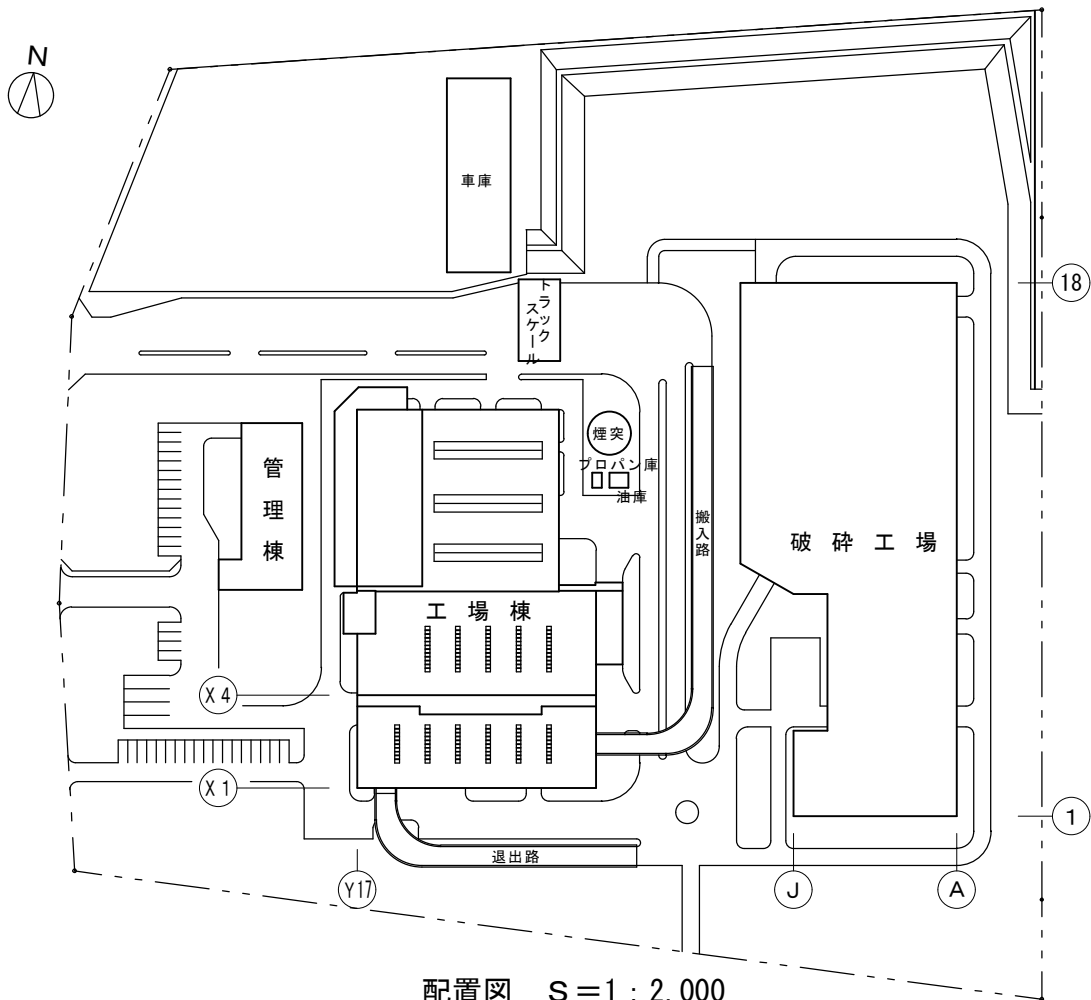 N
車庫
トラック
スケール
18
煙突
プロパン庫
油庫
管理棟
搬入路
破砕工場
工場棟
X4
X1
1
退出路
Y17
J
A
配置図 S=1:2,000